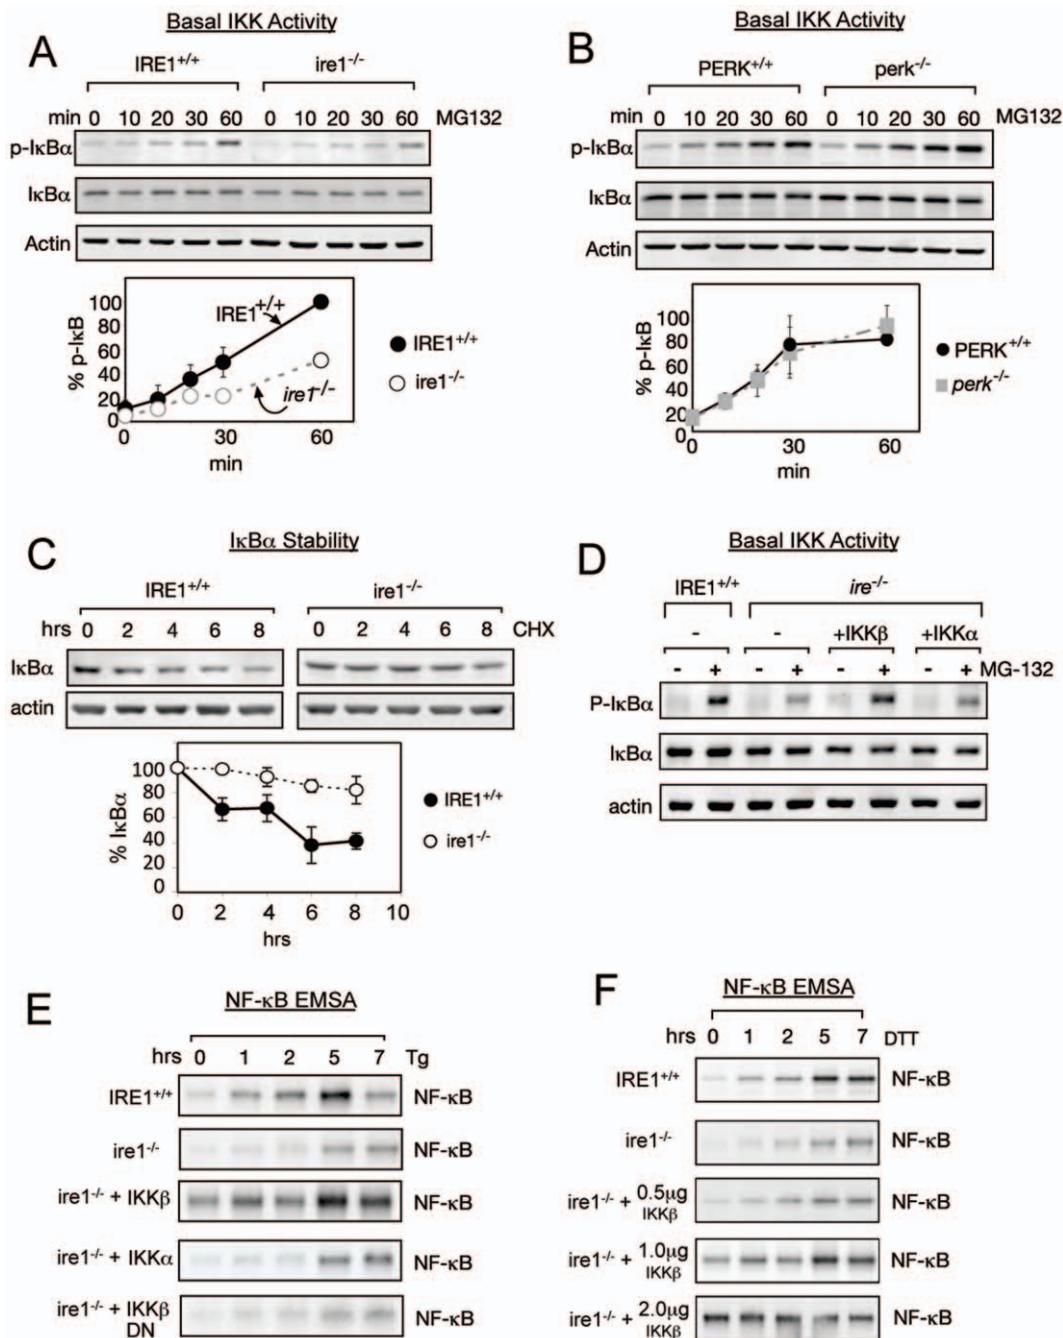 A
Basal IKK Activity
IRE1+/+ ire1-/-
min 0 10 20 30 60 0 10 20 30 60 MG132
p-IκBα
IκBα
Actin
% p-IκB
100
80
60
40
20
0
IRE1+/+
ire1-/-
0 30 60
min
IRE1+/+
ire1-/-
B
Basal IKK Activity
PERK+/+ perk-/-
min 0 10 20 30 60 0 10 20 30 60 MG132
p-IκBα
IκBα
Actin
% p-IκB
100
80
60
40
20
0
0 30 60
min
PERK+/+
perk-/-
C
IκBα Stability
IRE1+/+ ire1-/-
hrs 0 2 4 6 8 0 2 4 6 8 CHX
IκBα
actin
% IκBα
100
80
60
40
20
0
0 2 4 6 8 10
hrs
IRE1+/+
ire1-/-
D
Basal IKK Activity
IRE1+/+ ire-/-
- - +IKKβ +IKKα
- + - + - + - + MG-132
P-IκBα
IκBα
actin
E
NF-κB EMSA
hrs 0 1 2 5 7 Tg
IRE1+/+ NF-κB
ire1-/- NF-κB
ire1-/- + IKKβ NF-κB
ire1-/- + IKKα NF-κB
ire1-/- + IKKβ NF-κB
DN
F
NF-κB EMSA
hrs 0 1 2 5 7 DTT
IRE1+/+ NF-κB
ire1-/- NF-κB
ire1-/- + 0.5μg NF-κB
IKKβ
ire1-/- + 1.0μg NF-κB
IKKβ
ire1-/- + 2.0μg NF-κB
IKKβ